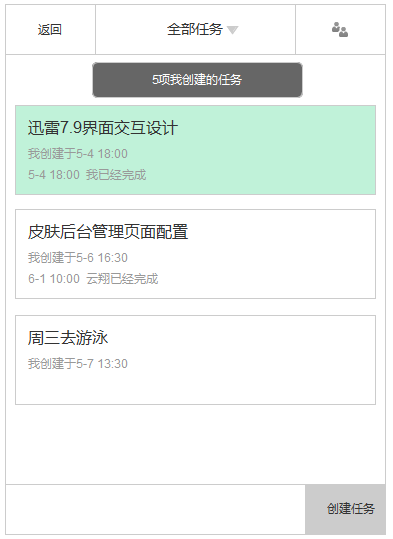 返回
全部任务
5项我创建的任务
迅雷7.9界面交互设计
我创建于5-4 18:00
5-4 18:00 我已经完成
皮肤后台管理页面配置
我创建于5-6 16:30
6-1 10:00 云翔已经完成
周三去游泳
我创建于5-7 13:30
创建任务